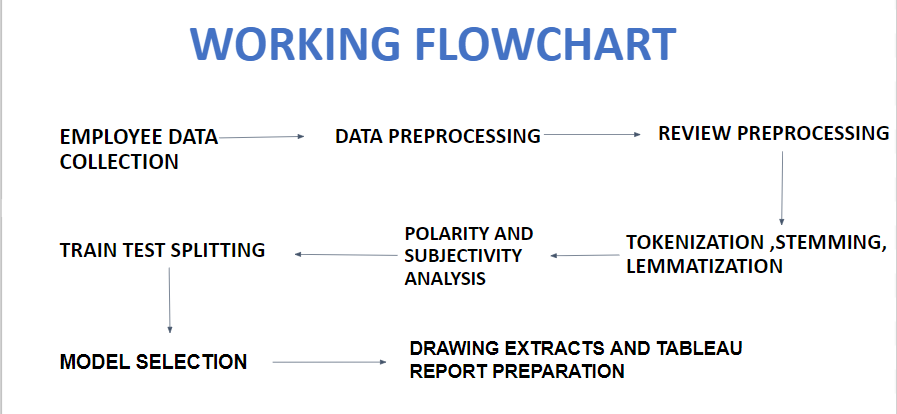 WORKING FLOWCHART
EMPLOYEE DATA
COLLECTION
DATA PREPROCESSING
REVIEW PREPROCESSING
TOKENIZATION ,STEMMING,
LEMMATIZATION
POLARITY AND
SUBJECTIVITY
ANALYSIS
TRAIN TEST SPLITTING
MODEL SELECTION
DRAWING EXTRACTS AND TABLEAU
REPORT PREPARATION